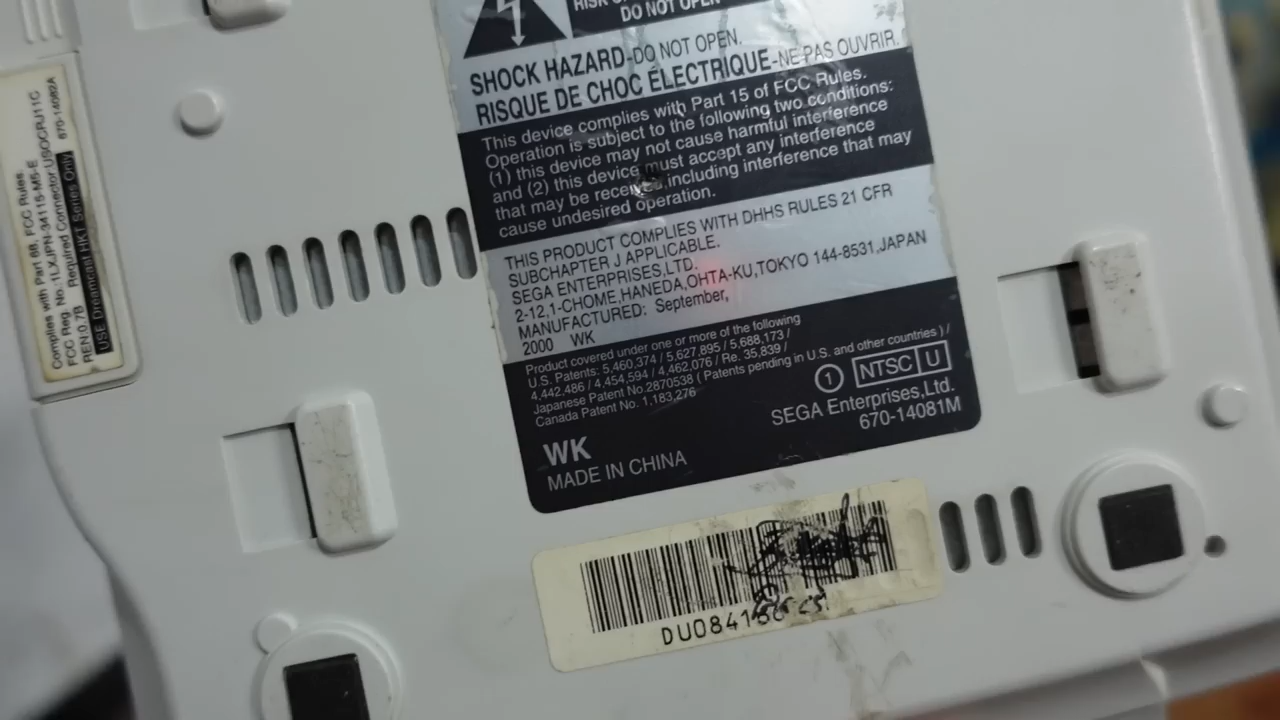 Complies with Part 68, FCC Rules.
FCC Reg. No.:1LXJPN-34115-M5-E
REN:0.7B Required Connector:USOCRJ11C
USE Dreamcast HKT Series Only 670-14082A
DO NOT OPEN
SHOCK HAZARD-DO NOT OPEN.
RISQUE DE CHOC ÉLECTRIQUE-NE PAS OUVRIR.
This device complies with Part 15 of FCC Rules.
Operation is subject to the following two conditions:
(1) this device may not cause harmful interference
and (2) this device must accept any interference
that may be including interference that may
cause undesired operation.
THIS PRODUCT COMPLIES WITH DHHS RULES 21 CFR
SUBCHAPTER J APPLICABLE.
SEGA ENTERPRISES,LTD.
2-12,1-CHOME,HANEDA,OHTA-KU,TOKYO 144-8531,JAPAN
MANUFACTURED: September,
2000 WK
Product covered under one or more of the following
U.S. Patents: 5,460,374 / 5,627,895 / 5,688,173 /
4,442,486 / 4,454,594 / 4,462,076 / Re. 35,839 /
Japanese Patent No.2870538 ( Patents pending in U.S. and other countries ) /
Canada Patent No. 1,183,276
1 NTSC U
SEGA Enterprises,Ltd.
670-14081M
WK
MADE IN CHINA